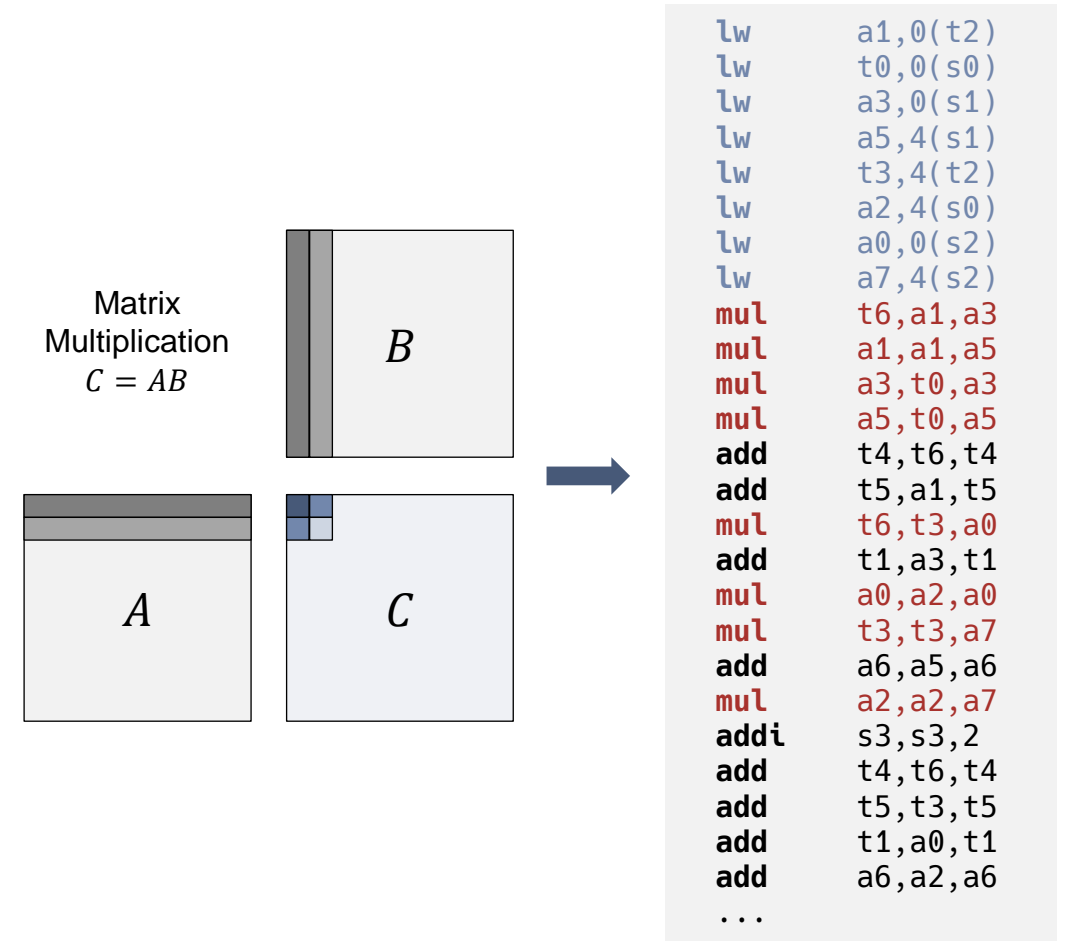 Matrix
Multiplication
C = AB
B
A
C
lw a1,0(t2)
lw t0,0(s0)
lw a3,0(s1)
lw a5,4(s1)
lw t3,4(t2)
lw a2,4(s0)
lw a0,0(s2)
lw a7,4(s2)
mul t6,a1,a3
mul a1,a1,a5
mul a3,t0,a3
mul a5,t0,a5
add t4,t6,t4
add t5,a1,t5
mul t6,t3,a0
add t1,a3,t1
mul a0,a2,a0
mul t3,t3,a7
add a6,a5,a6
mul a2,a2,a7
addi s3,s3,2
add t4,t6,t4
add t5,t3,t5
add t1,a0,t1
add a6,a2,a6
...